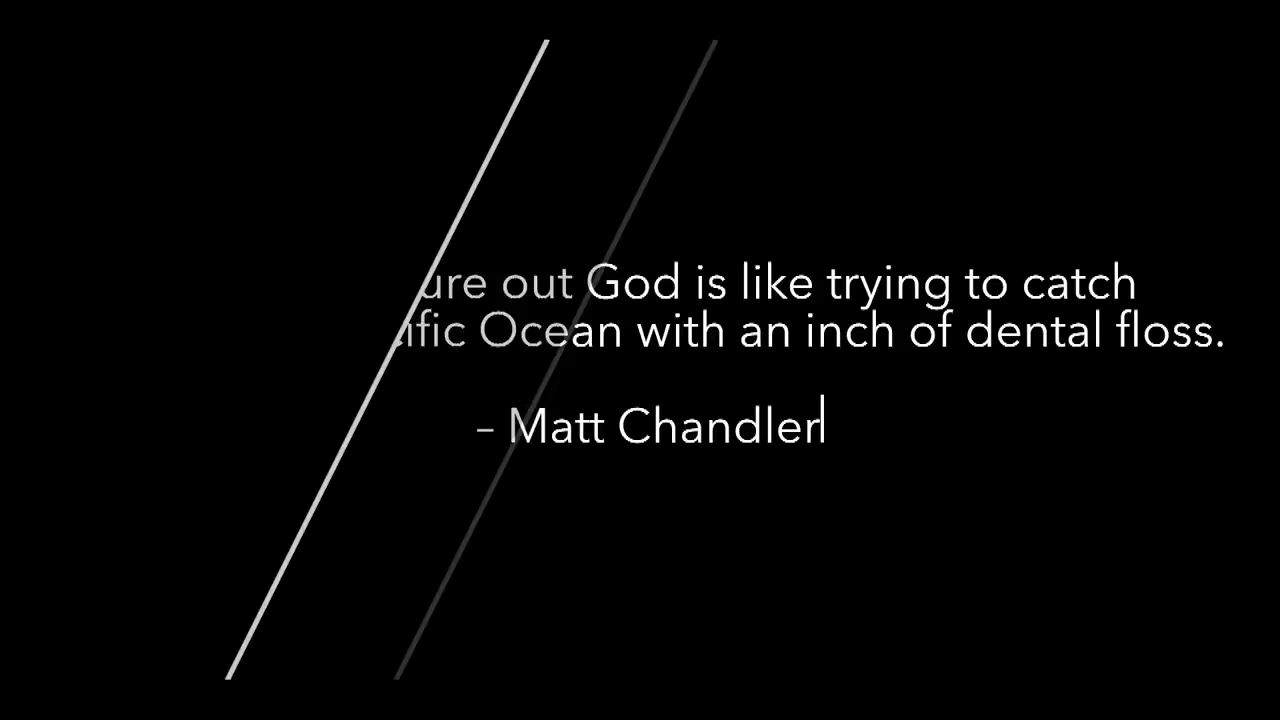 out God is like trying to catch
Ocean with an inch of dental floss.
– Matt Chandler